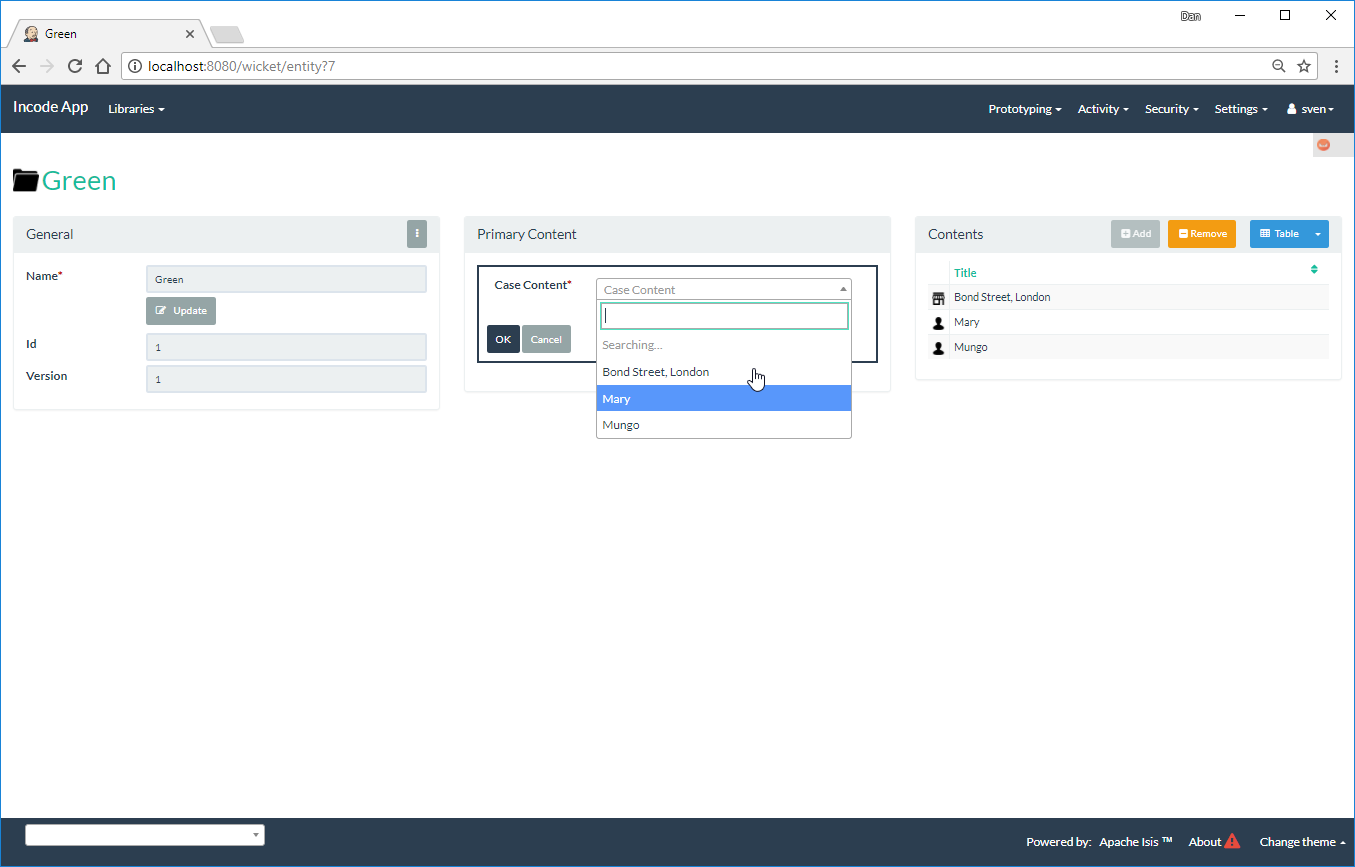 Dan
Green
localhost:8080/wicket/entity?7
Incode App Libraries Prototyping Activity Security Settings sven
Green
General
Name*
Green
Update
Id
1
Version
1
Primary Content
Case Content*
Case Content
Searching...
Bond Street, London
Mary
Mungo
OK Cancel
Contents Add Remove Table
Title
Bond Street, London
Mary
Mungo
Powered by: Apache Isis ™ About Change theme